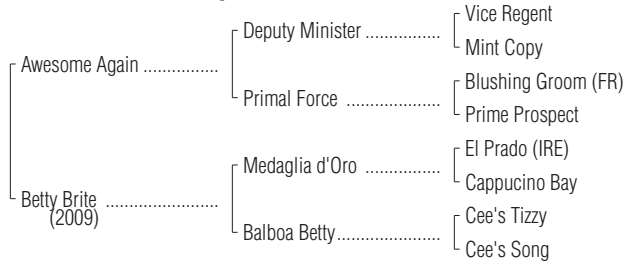 Vice Regent
Deputy Minister ................
Mint Copy
Awesome Again ................
Blushing Groom (FR)
Primal Force ....................
Prime Prospect
El Prado (IRE)
Medaglia d'Oro ................
Cappucino Bay
Betty Brite .......................
(2009)
Cee's Tizzy
Balboa Betty......................
Cee's Song